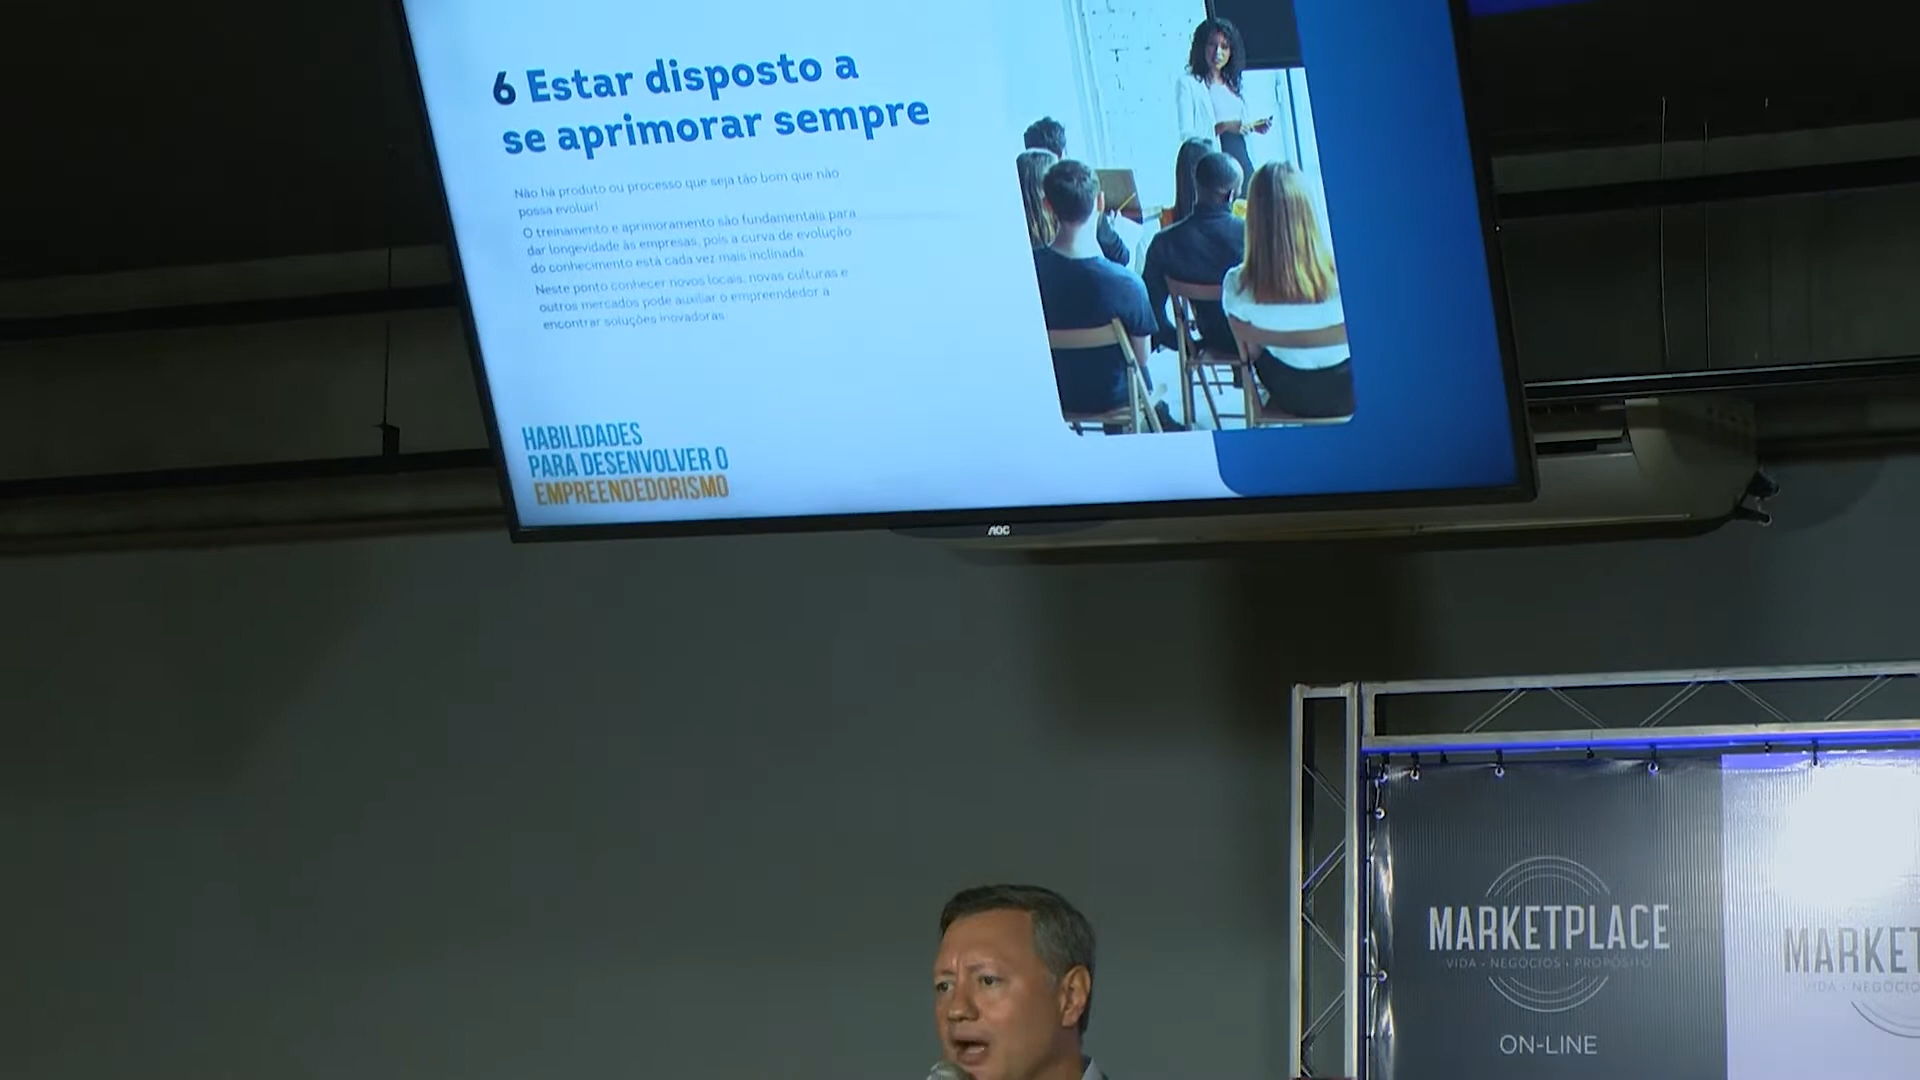 6 Estar disposto a
se aprimorar sempre
Não há produto ou processo que seja tão bom que não
possa evoluir!
O treinamento e aprimoramento são fundamentais para
dar longevidade às empresas, pois a curva de evolução
do conhecimento está cada vez mais inclinada
Neste ponto conhecer novos locais, novas culturas e
outros mercados pode auxiliar o empreendedor a
encontrar soluções inovadoras
HABILIDADES
PARA DESENVOLVER O
EMPREENDEDORISMO
AOC
MARKETPLACE
VIDA • NEGÓCIOS • PROPÓSITO
ON-LINE
MARKET
VIDA • NEGÓCIO